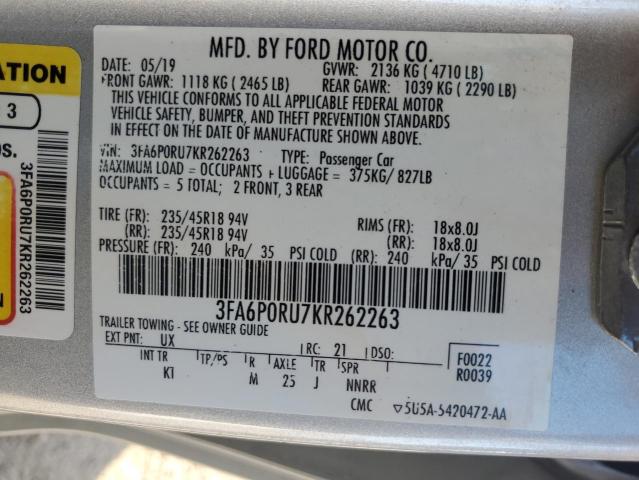 MFD. BY FORD MOTOR CO.
DATE: 05/19 GVWR: 2136 KG ( 4710 LB)
FRONT GAWR: 1118 KG ( 2465 LB) REAR GAWR: 1039 KG ( 2290 LB)
THIS VEHICLE CONFORMS TO ALL APPLICABLE FEDERAL MOTOR
VEHICLE SAFETY, BUMPER, AND THEFT PREVENTION STANDARDS
IN EFFECT ON THE DATE OF MANUFACTURE SHOWN ABOVE.
VIN: 3FA6P0RU7KR262263 TYPE: Passenger Car
MAXIMUM LOAD = OCCUPANTS + LUGGAGE = 375KG/ 827LB
OCCUPANTS = 5 TOTAL; 2 FRONT, 3 REAR
TIRE (FR): 235/45R18 94V RIMS (FR): 18x8.0J
(RR): 235/45R18 94V (RR): 18x8.0J
PRESSURE (FR): 240 kPa/ 35 PSI COLD (RR): 240 kPa/ 35 PSI COLD
3FA6P0RU7KR262263
TRAILER TOWING - SEE OWNER GUIDE
EXT PNT: UX RC: 21 DSO: F0022
R0039
INT TR TP/PS R AXLE TR SPR
KT M 25 J NNRR
CMC ▽5U5A-5420472-AA
ATION
3
OS.
3FA6P0RU7KR262263